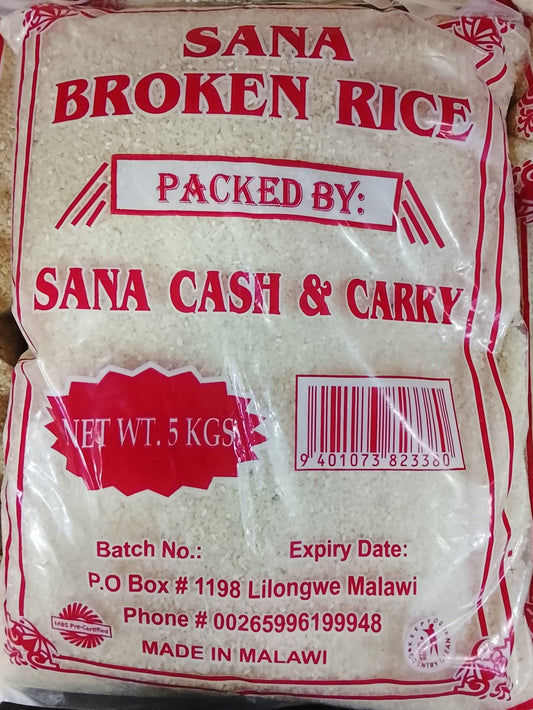 SANA
BROKEN RICE
PACKED BY:
SANA CASH & CARRY
NET WT. 5 KGS
9 401073 823360
Batch No.:
Expiry Date:
P.O Box # 1198 Lilongwe Malawi
Phone # 00265996199948
MBS Pre-Certified
MADE IN MALAWI